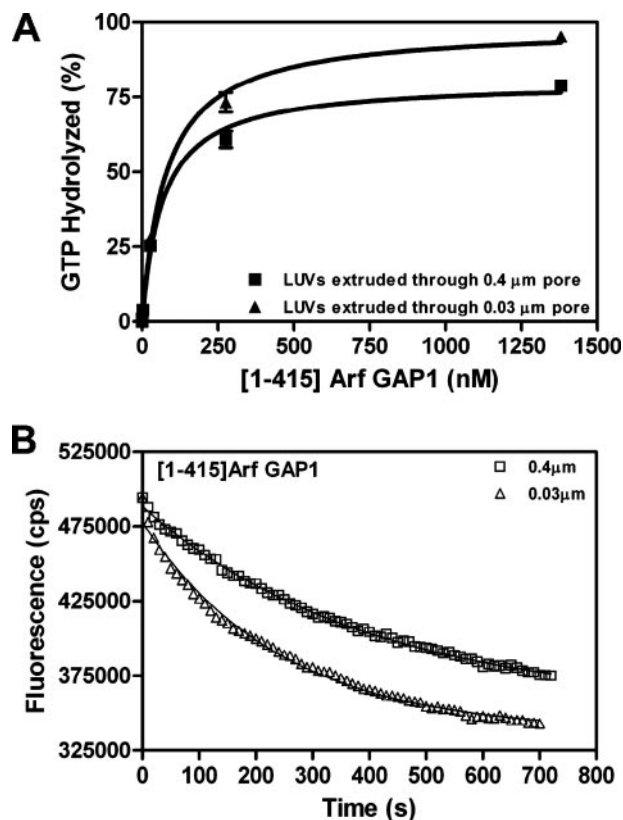 A
GTP Hydrolyzed (%)
100
75
50
25
0
LUVs extruded through 0.4 μm pore
LUVs extruded through 0.03 μm pore
0 250 500 750 1000 1250 1500
[1-415] Arf GAP1 (nM)
B
Fluorescence (cps)
525000
475000
425000
375000
325000
[1-415]Arf GAP1
0.4μm
0.03μm
0 100 200 300 400 500 600 700 800
Time (s)